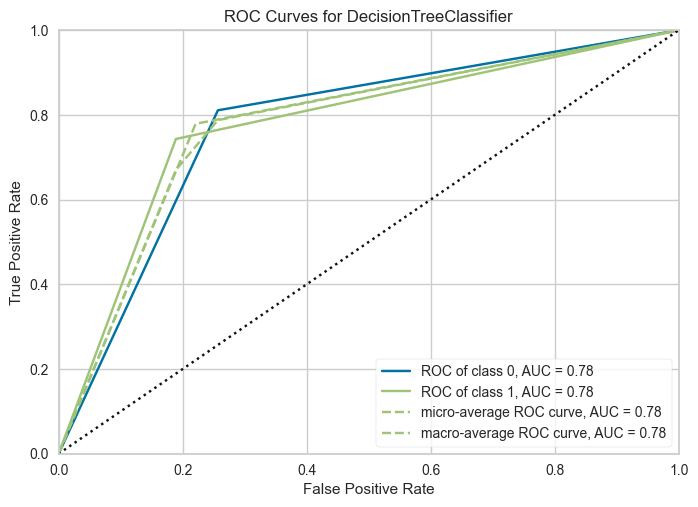 ROC Curves for DecisionTreeClassifier
True Positive Rate
1.0
0.8
0.6
0.4
0.2
0.0
ROC of class 0, AUC = 0.78
ROC of class 1, AUC = 0.78
micro-average ROC curve, AUC = 0.78
macro-average ROC curve, AUC = 0.78
0.0 0.2 0.4 0.6 0.8 1.0
False Positive Rate